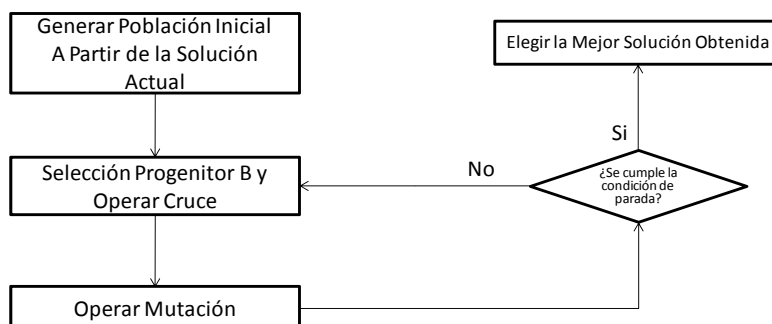 Generar Población Inicial
A Partir de la Solución
Actual
Elegir la Mejor Solución Obtenida
Si
No
¿Se cumple la
condición de
parada?
Selección Progenitor B y
Operar Cruce
Operar Mutación